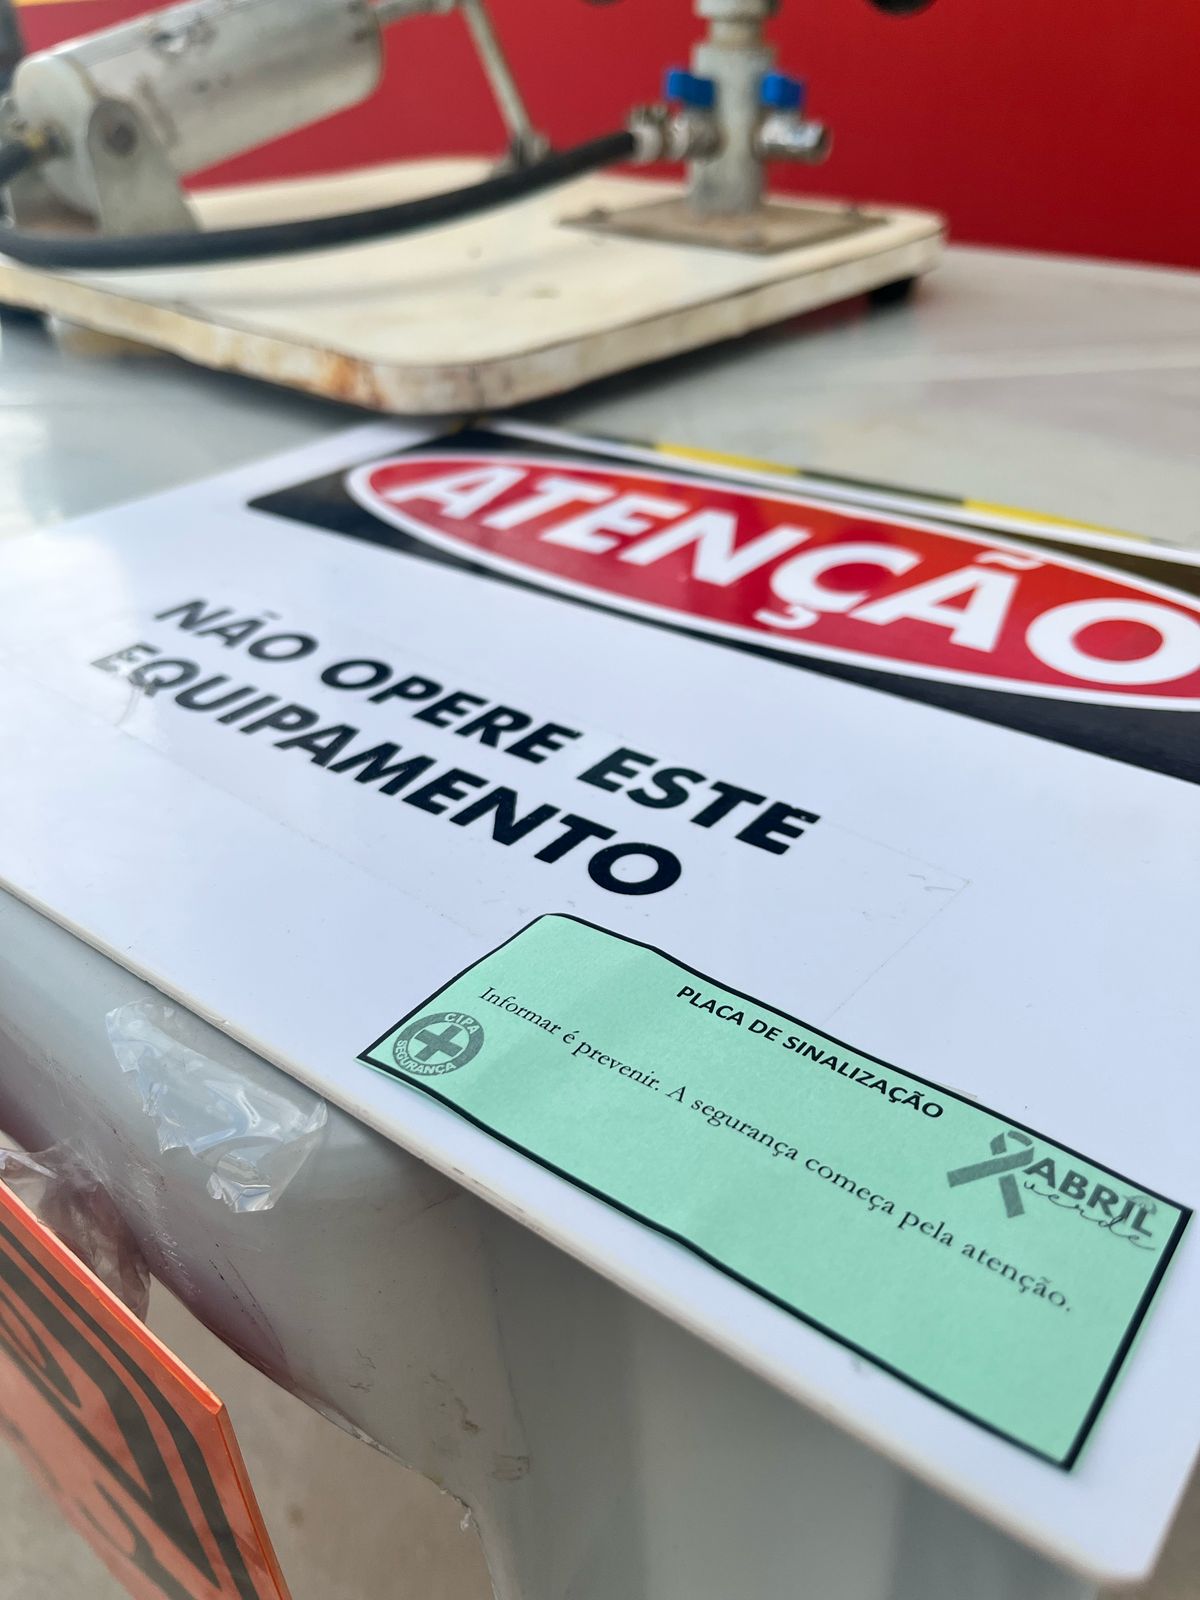 ATENÇÃO
NÃO OPERE ESTE
EQUIPAMENTO
PLACA DE SINALIZAÇÃO
Informar é prevenir. A segurança começa pela atenção.
CIPA
SEGURANÇA
ABRIL
verde